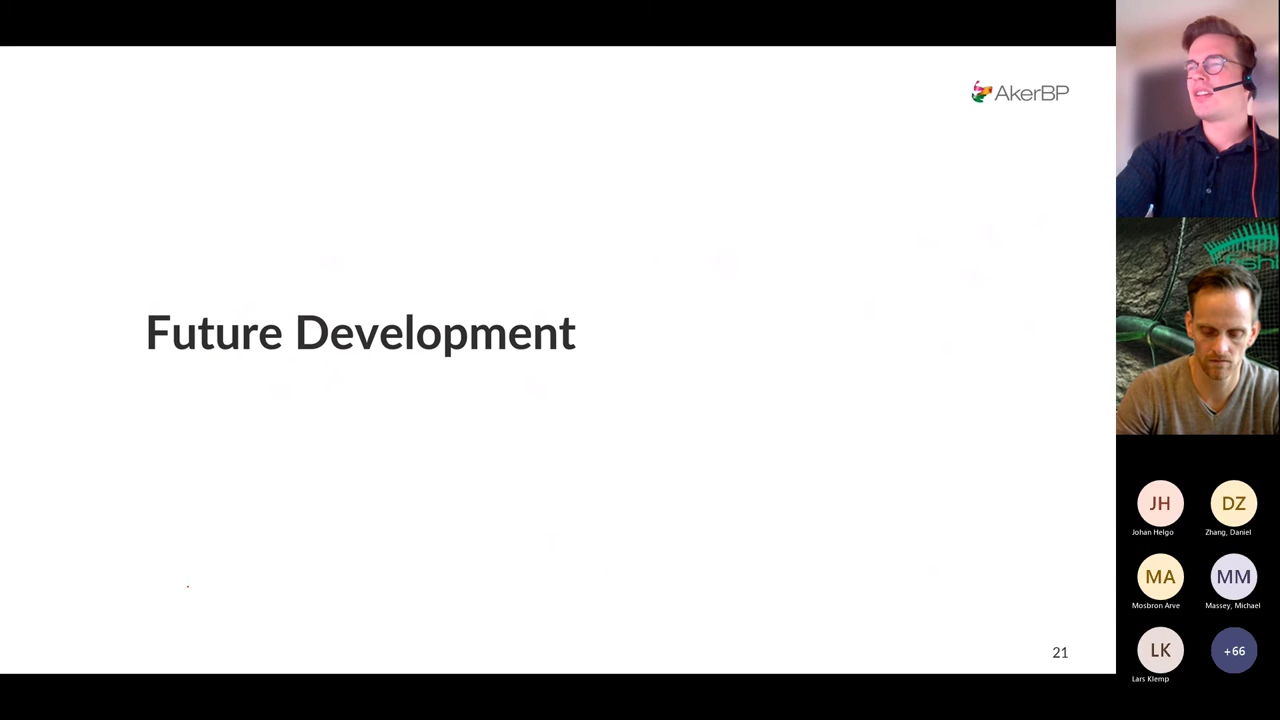 AkerBP
Future Development
21
fishl
JH
DZ
Johan Helgo
Zhang, Daniel
MA
MM
Mosbron Arve
Massey, Michael
LK
+66
Lars Klemp